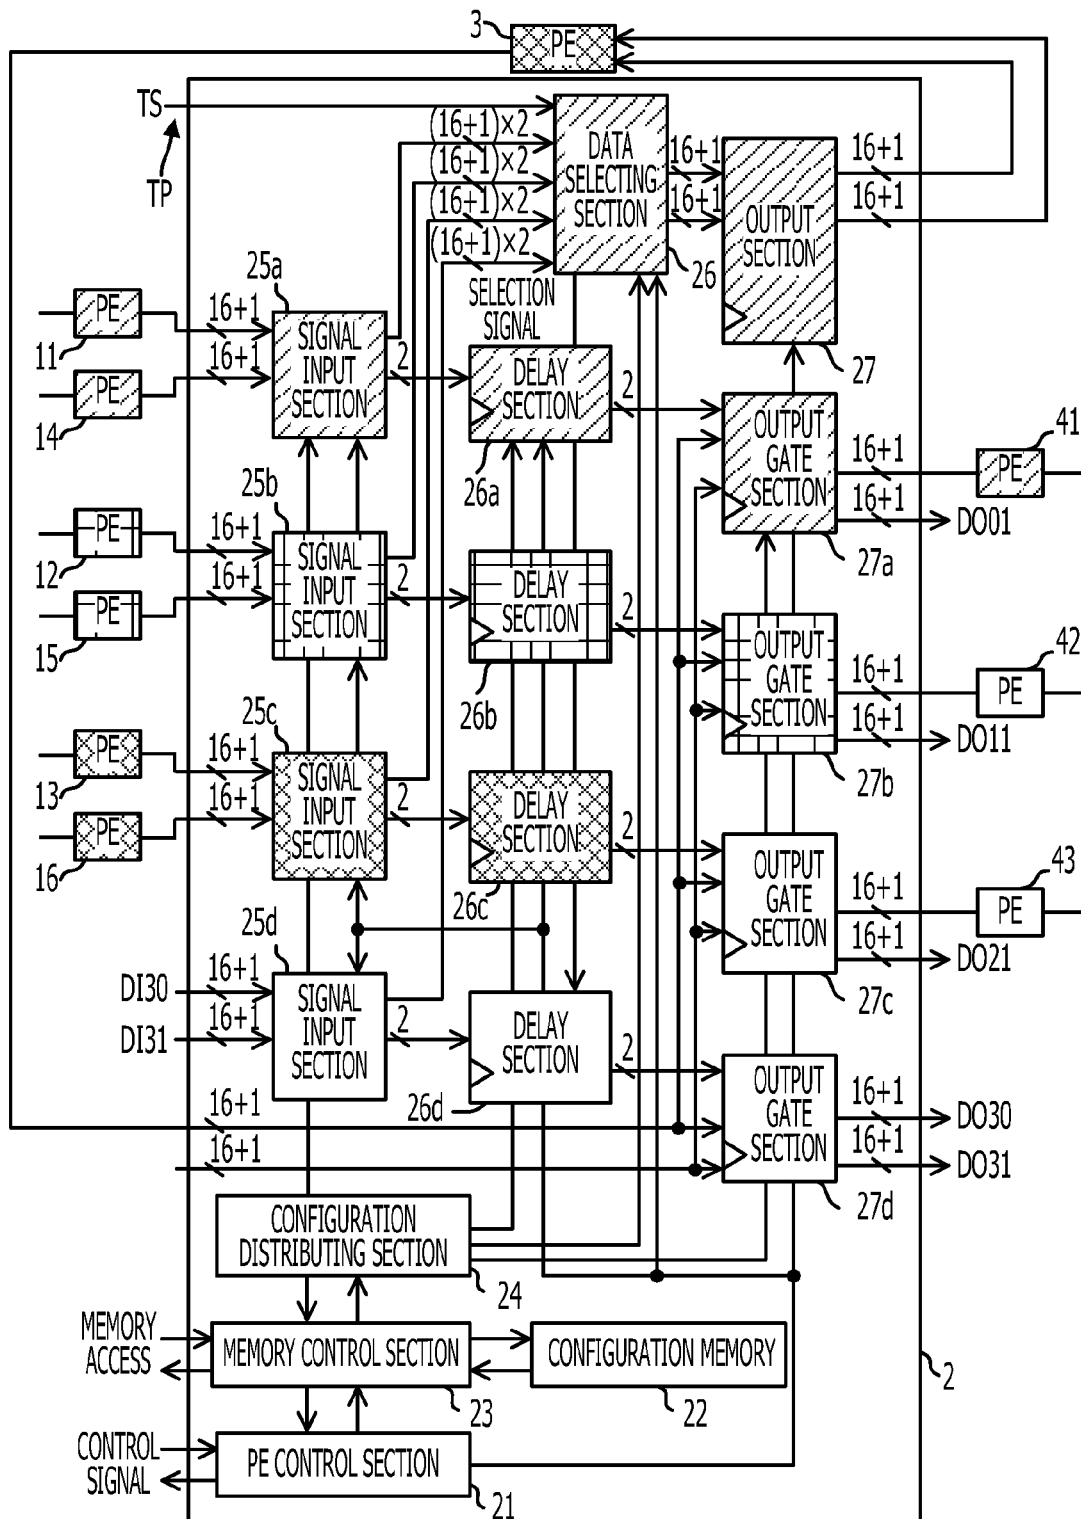 3
PE
TS
TP
(16+1)×2
(16+1)×2
(16+1)×2
(16+1)×2
DATA
SELECTING
SECTION
26
16+1
16+1
OUTPUT
SECTION
27
16+1
16+1
SELECTION
SIGNAL
25a
PE
11
16+1
PE
14
16+1
SIGNAL
INPUT
SECTION
2
DELAY
SECTION
26a
2
OUTPUT
GATE
SECTION
27a
16+1
16+1
41
PE
DO01
25b
PE
12
16+1
PE
15
16+1
SIGNAL
INPUT
SECTION
2
DELAY
SECTION
26b
2
OUTPUT
GATE
SECTION
27b
16+1
16+1
42
PE
DO11
25c
PE
13
16+1
PE
16
16+1
SIGNAL
INPUT
SECTION
2
DELAY
SECTION
26c
2
OUTPUT
GATE
SECTION
27c
16+1
16+1
43
PE
DO21
25d
DI30
16+1
DI31
16+1
SIGNAL
INPUT
SECTION
2
DELAY
SECTION
26d
2
OUTPUT
GATE
SECTION
27d
16+1
16+1
DO30
DO31
16+1
16+1
CONFIGURATION
DISTRIBUTING SECTION
24
MEMORY
ACCESS
MEMORY CONTROL SECTION
23
CONFIGURATION MEMORY
22
2
CONTROL
SIGNAL
PE CONTROL SECTION
21